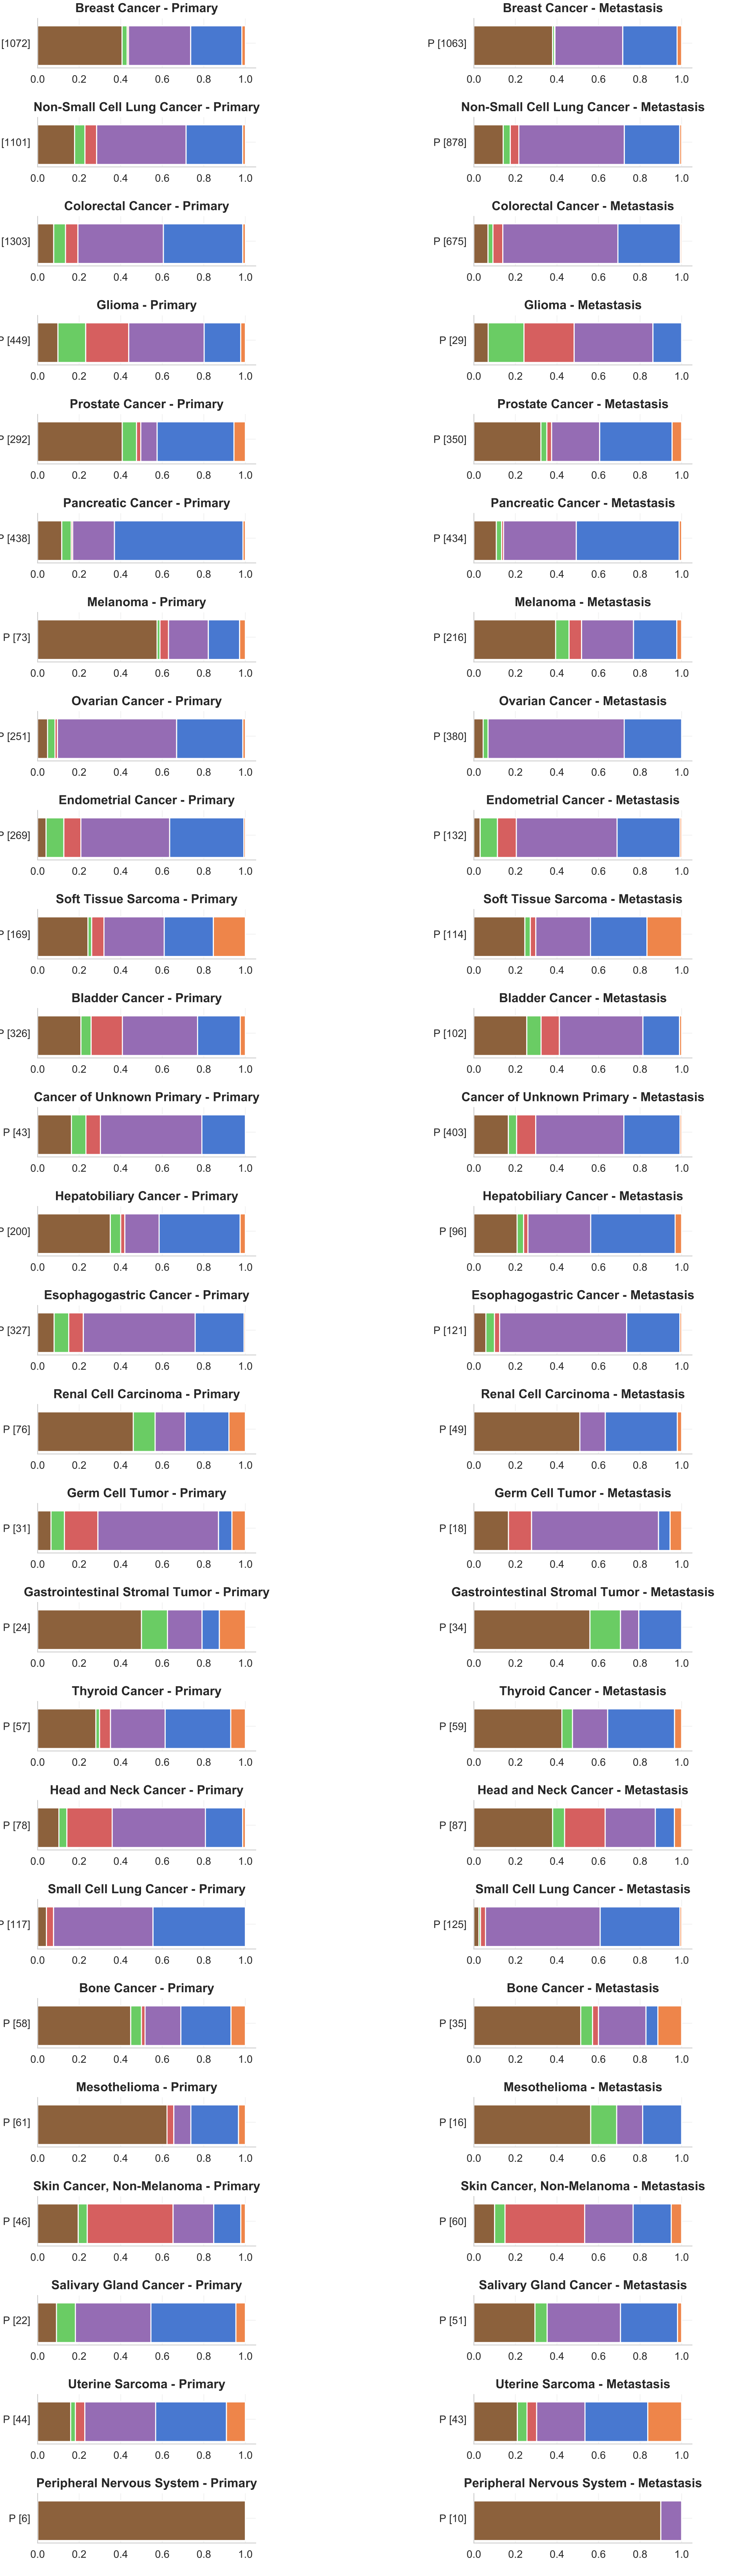 Breast Cancer - Primary
[1072]
0.0 0.2 0.4 0.6 0.8 1.0
Breast Cancer - Metastasis
P [1063]
0.0 0.2 0.4 0.6 0.8 1.0
Non-Small Cell Lung Cancer - Primary
[1101]
0.0 0.2 0.4 0.6 0.8 1.0
Non-Small Cell Lung Cancer - Metastasis
P [878]
0.0 0.2 0.4 0.6 0.8 1.0
Colorectal Cancer - Primary
[1303]
0.0 0.2 0.4 0.6 0.8 1.0
Colorectal Cancer - Metastasis
P [675]
0.0 0.2 0.4 0.6 0.8 1.0
Glioma - Primary
P [449]
0.0 0.2 0.4 0.6 0.8 1.0
Glioma - Metastasis
P [29]
0.0 0.2 0.4 0.6 0.8 1.0
Prostate Cancer - Primary
P [292]
0.0 0.2 0.4 0.6 0.8 1.0
Prostate Cancer - Metastasis
P [350]
0.0 0.2 0.4 0.6 0.8 1.0
Pancreatic Cancer - Primary
P [438]
0.0 0.2 0.4 0.6 0.8 1.0
Pancreatic Cancer - Metastasis
P [434]
0.0 0.2 0.4 0.6 0.8 1.0
Melanoma - Primary
P [73]
0.0 0.2 0.4 0.6 0.8 1.0
Melanoma - Metastasis
P [216]
0.0 0.2 0.4 0.6 0.8 1.0
Ovarian Cancer - Primary
P [251]
0.0 0.2 0.4 0.6 0.8 1.0
Ovarian Cancer - Metastasis
P [380]
0.0 0.2 0.4 0.6 0.8 1.0
Endometrial Cancer - Primary
P [269]
0.0 0.2 0.4 0.6 0.8 1.0
Endometrial Cancer - Metastasis
P [132]
0.0 0.2 0.4 0.6 0.8 1.0
Soft Tissue Sarcoma - Primary
P [169]
0.0 0.2 0.4 0.6 0.8 1.0
Soft Tissue Sarcoma - Metastasis
P [114]
0.0 0.2 0.4 0.6 0.8 1.0
Bladder Cancer - Primary
P [326]
0.0 0.2 0.4 0.6 0.8 1.0
Bladder Cancer - Metastasis
P [102]
0.0 0.2 0.4 0.6 0.8 1.0
Cancer of Unknown Primary - Primary
P [43]
0.0 0.2 0.4 0.6 0.8 1.0
Cancer of Unknown Primary - Metastasis
P [403]
0.0 0.2 0.4 0.6 0.8 1.0
Hepatobiliary Cancer - Primary
P [200]
0.0 0.2 0.4 0.6 0.8 1.0
Hepatobiliary Cancer - Metastasis
P [96]
0.0 0.2 0.4 0.6 0.8 1.0
Esophagogastric Cancer - Primary
P [327]
0.0 0.2 0.4 0.6 0.8 1.0
Esophagogastric Cancer - Metastasis
P [121]
0.0 0.2 0.4 0.6 0.8 1.0
Renal Cell Carcinoma - Primary
P [76]
0.0 0.2 0.4 0.6 0.8 1.0
Renal Cell Carcinoma - Metastasis
P [49]
0.0 0.2 0.4 0.6 0.8 1.0
Germ Cell Tumor - Primary
P [31]
0.0 0.2 0.4 0.6 0.8 1.0
Germ Cell Tumor - Metastasis
P [18]
0.0 0.2 0.4 0.6 0.8 1.0
Gastrointestinal Stromal Tumor - Primary
P [24]
0.0 0.2 0.4 0.6 0.8 1.0
Gastrointestinal Stromal Tumor - Metastasis
P [34]
0.0 0.2 0.4 0.6 0.8 1.0
Thyroid Cancer - Primary
P [57]
0.0 0.2 0.4 0.6 0.8 1.0
Thyroid Cancer - Metastasis
P [59]
0.0 0.2 0.4 0.6 0.8 1.0
Head and Neck Cancer - Primary
P [78]
0.0 0.2 0.4 0.6 0.8 1.0
Head and Neck Cancer - Metastasis
P [87]
0.0 0.2 0.4 0.6 0.8 1.0
Small Cell Lung Cancer - Primary
P [117]
0.0 0.2 0.4 0.6 0.8 1.0
Small Cell Lung Cancer - Metastasis
P [125]
0.0 0.2 0.4 0.6 0.8 1.0
Bone Cancer - Primary
P [58]
0.0 0.2 0.4 0.6 0.8 1.0
Bone Cancer - Metastasis
P [35]
0.0 0.2 0.4 0.6 0.8 1.0
Mesothelioma - Primary
P [61]
0.0 0.2 0.4 0.6 0.8 1.0
Mesothelioma - Metastasis
P [16]
0.0 0.2 0.4 0.6 0.8 1.0
Skin Cancer, Non-Melanoma - Primary
P [46]
0.0 0.2 0.4 0.6 0.8 1.0
Skin Cancer, Non-Melanoma - Metastasis
P [60]
0.0 0.2 0.4 0.6 0.8 1.0
Salivary Gland Cancer - Primary
P [22]
0.0 0.2 0.4 0.6 0.8 1.0
Salivary Gland Cancer - Metastasis
P [51]
0.0 0.2 0.4 0.6 0.8 1.0
Uterine Sarcoma - Primary
P [44]
0.0 0.2 0.4 0.6 0.8 1.0
Uterine Sarcoma - Metastasis
P [43]
0.0 0.2 0.4 0.6 0.8 1.0
Peripheral Nervous System - Primary
P [6]
0.0 0.2 0.4 0.6 0.8 1.0
Peripheral Nervous System - Metastasis
P [10]
0.0 0.2 0.4 0.6 0.8 1.0